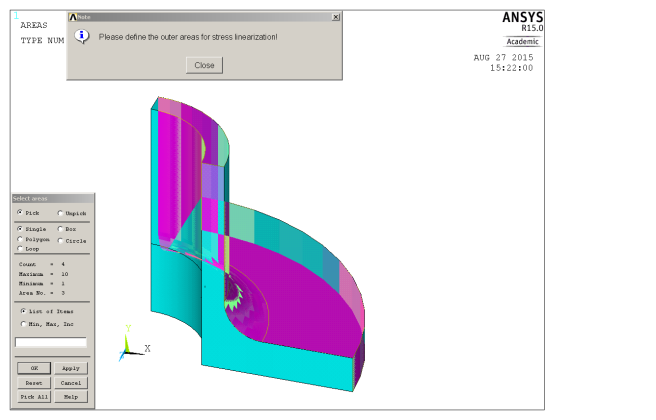 1
AREAS
TYPE NUM
Note
Please define the outer areas for stress linearization!
Close
ANSYS
R15.0
Academic
AUG 27 2015
15:22:00
Select areas
Pick Unpick
Single Box
Polygon Circle
Loop
Count = 4
Maximum = 10
Minimum = 1
Area No. = 3
List of Items
Min, Max, Inc
OK Apply
Reset Cancel
Pick All Help
Y
X